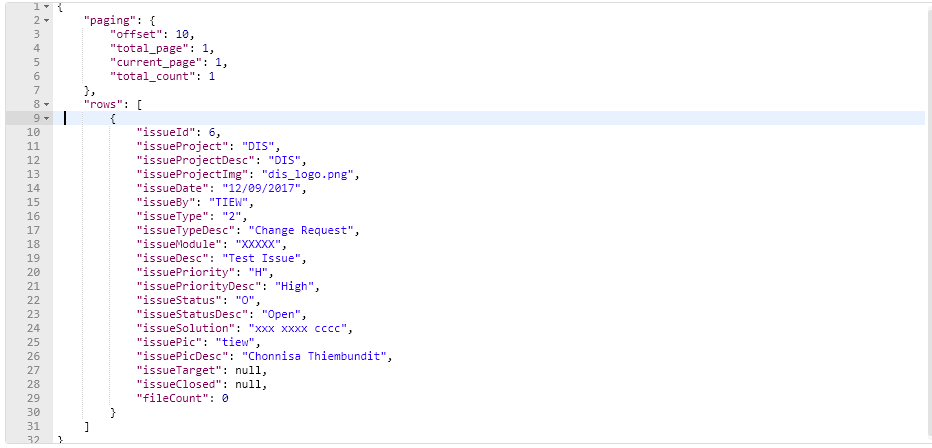 1 {
2 "paging": {
3 "offset": 10,
4 "total_page": 1,
5 "current_page": 1,
6 "total_count": 1
7 },
8 "rows": [
9 {
10 "issueId": 6,
11 "issueProject": "DIS",
12 "issueProjectDesc": "DIS",
13 "issueProjectImg": "dis_logo.png",
14 "issueDate": "12/09/2017",
15 "issueBy": "TIEW",
16 "issueType": "2",
17 "issueTypeDesc": "Change Request",
18 "issueModule": "XXXXX",
19 "issueDesc": "Test Issue",
20 "issuePriority": "H",
21 "issuePriorityDesc": "High",
22 "issueStatus": "O",
23 "issueStatusDesc": "Open",
24 "issueSolution": "xxx xxxx cccc",
25 "issuePic": "tiew",
26 "issuePicDesc": "Chonnisa Thiembundit",
27 "issueTarget": null,
28 "issueClosed": null,
29 "fileCount": 0
30 }
31 ]
32 }